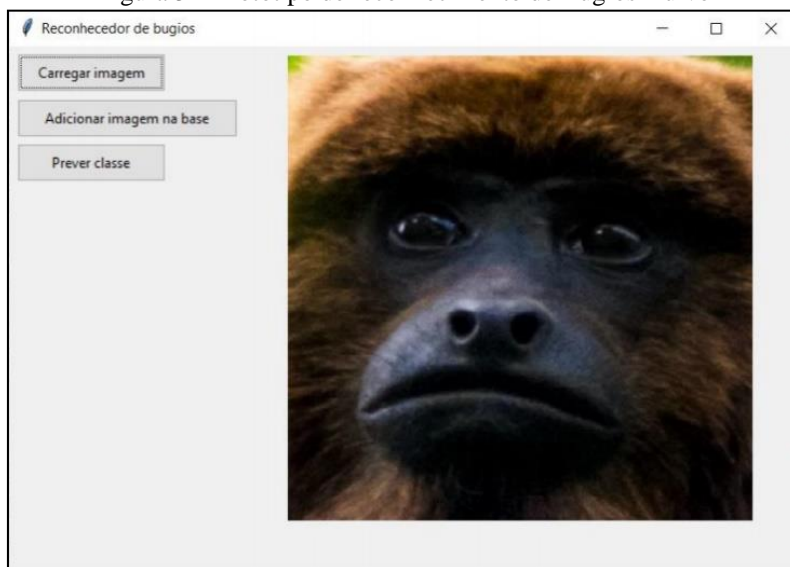 Reconhecedor de bugios
Carregar imagem
Adicionar imagem na base
Prever classe